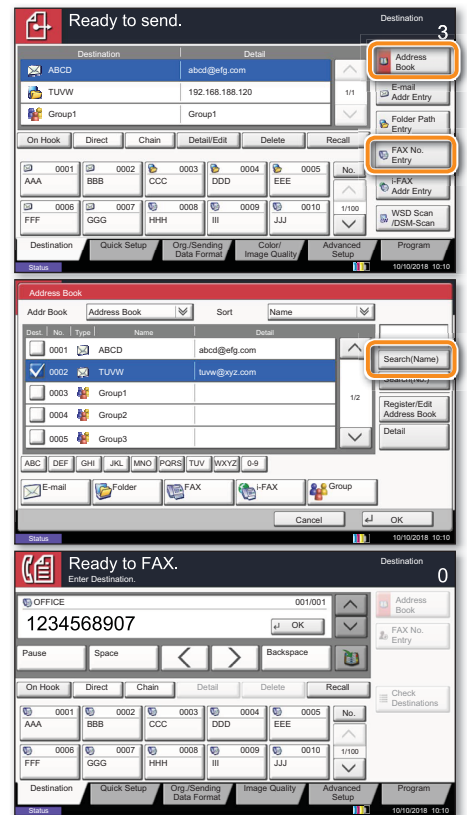 Ready to send.
Destination
3
Destination Detail
ABCD abcd@efg.com
TUVW 192.168.188.120 1/1
Group1 Group1
Address
Book
E-mail
Addr Entry
Folder Path
Entry
FAX No.
Entry
i-FAX
Addr Entry
WSD Scan
/DSM-Scan
On Hook Direct Chain Detail/Edit Delete Recall
0001 0002 0003 0004 0005 No.
AAA BBB CCC DDD EEE
0006 0007 0008 0009 0010 1/100
FFF GGG HHH III JJJ
Destination Quick Setup Org./Sending
Data Format Color/
Image Quality Advanced
Setup Program
Status 10/10/2018 10:10
Address Book
Addr Book Address Book Sort Name
Dest. No. Type Name Detail
0001 ABCD abcd@efg.com
0002 TUVW tuvw@xyz.com
0003 Group1 1/2
0004 Group2
0005 Group3
Search(Name)
Search(No.)
Register/Edit
Address Book
Detail
ABC DEF GHI JKL MNO PQRS TUV WXYZ 0-9
E-mail Folder FAX i-FAX Group
Cancel OK
Status 10/10/2018 10:10
Ready to FAX.
Enter Destination.
Destination
0
OFFICE 001/001
1234568907 OK
Pause Space Backspace
Address
Book
FAX No.
Entry
Check
Destinations
On Hook Direct Chain Detail Delete Recall
0001 0002 0003 0004 0005 No.
AAA BBB CCC DDD EEE
0006 0007 0008 0009 0010 1/100
FFF GGG HHH III JJJ
Destination Quick Setup Org./Sending
Data Format Image Quality Advanced
Setup Program
Status 10/10/2018 10:10